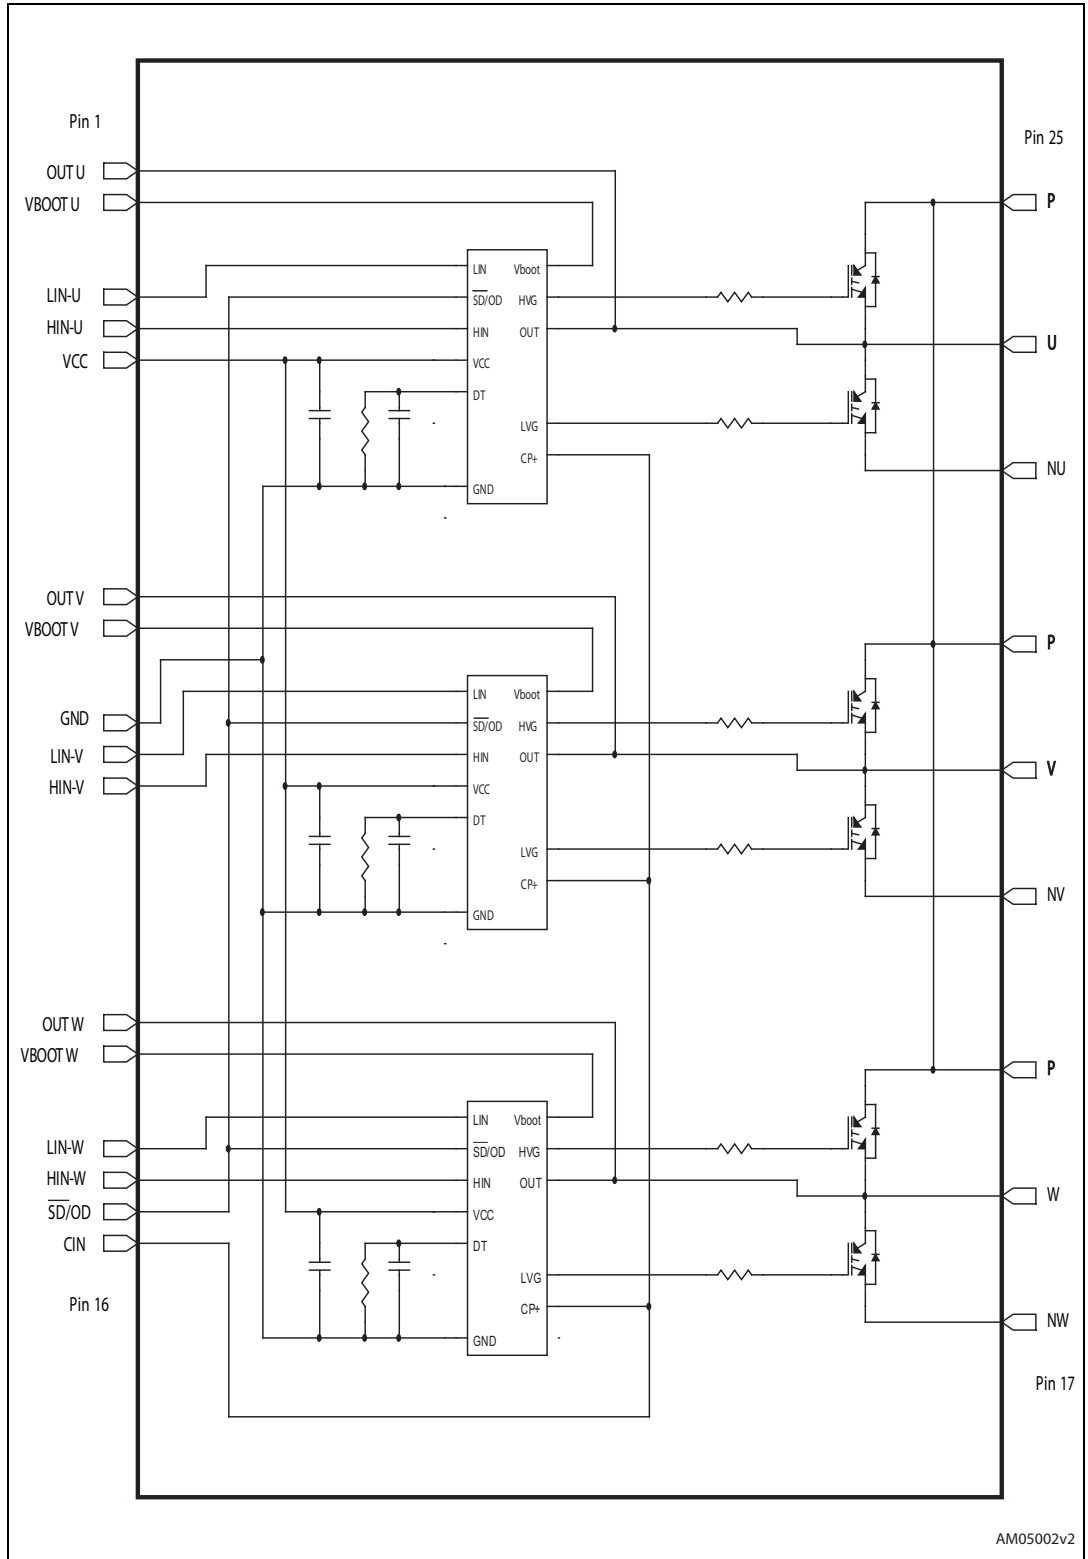 Pin 1
Pin 25
OUT U
VBOOT U
P
LIN-U
HIN-U
VCC
U
NU
LIN
Vboot
SD/OD
HVG
HIN
OUT
VCC
DT
LVG
CP+
GND
OUT V
VBOOT V
GND
LIN-V
HIN-V
P
V
NV
LIN
Vboot
SD/OD
HVG
HIN
OUT
VCC
DT
LVG
CP+
GND
OUT W
VBOOT W
LIN-W
HIN-W
SD/OD
CIN
Pin 16
P
W
NW
Pin 17
LIN
Vboot
SD/OD
HVG
HIN
OUT
VCC
DT
LVG
CP+
GND
AM05002v2